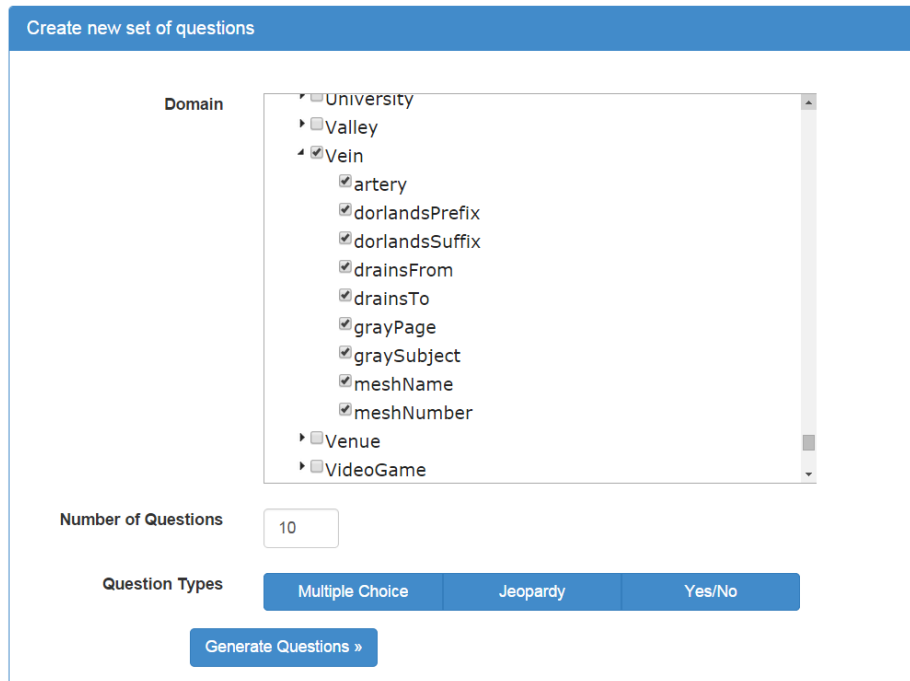 Create new set of questions
Domain
University
Valley
Vein
artery
dorlandsPrefix
dorlandsSuffix
drainsFrom
drainsTo
grayPage
graySubject
meshName
meshNumber
Venue
VideoGame
Number of Questions
10
Question Types
Multiple Choice Jeopardy Yes/No
Generate Questions »